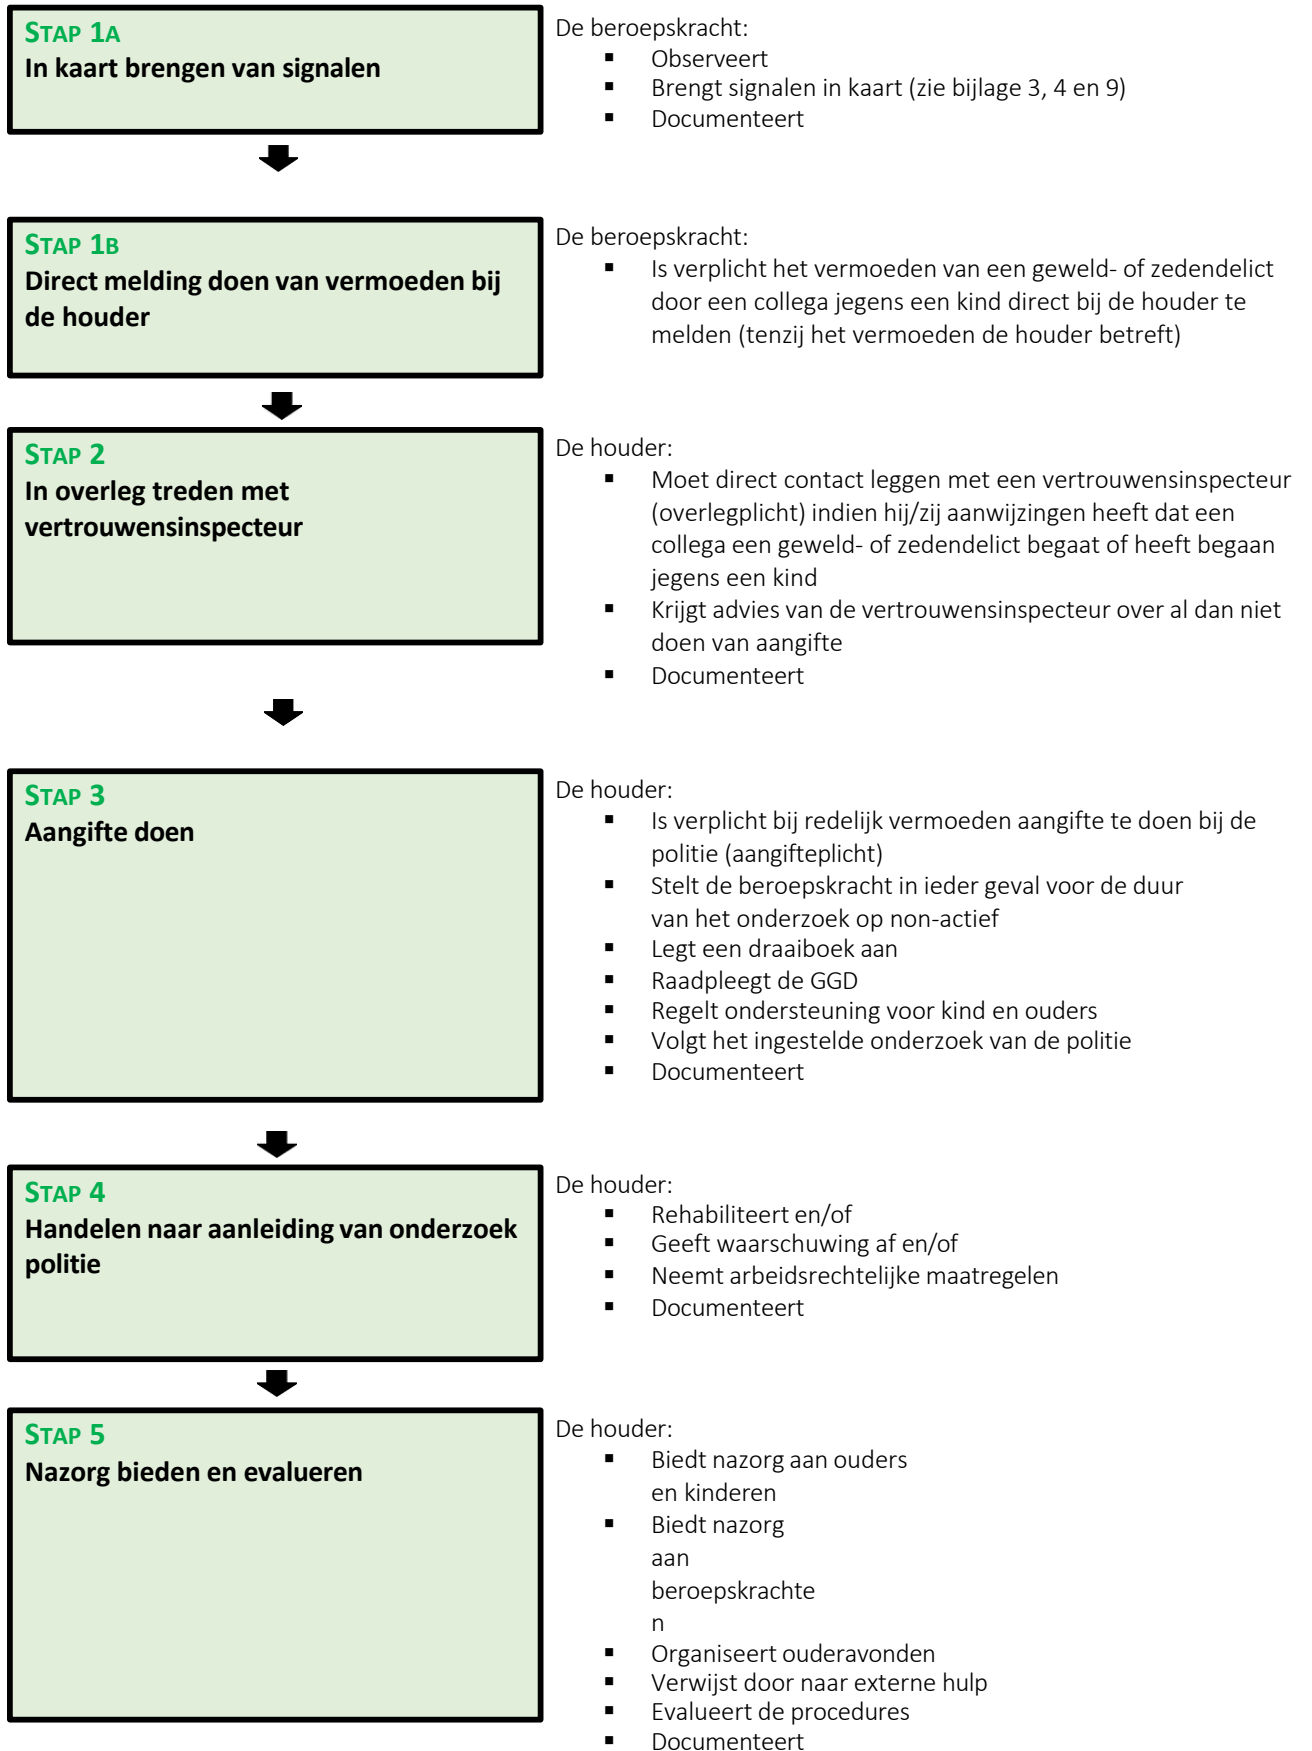 STAP 1A
In kaart brengen van signalen
De beroepskracht:
▪ Observeert
▪ Brengt signalen in kaart (zie bijlage 3, 4 en 9)
▪ Documenteert
STAP 1B
Direct melding doen van vermoeden bij
de houder
De beroepskracht:
▪ Is verplicht het vermoeden van een geweld- of zedendelict
door een collega jegens een kind direct bij de houder te
melden (tenzij het vermoeden de houder betreft)
STAP 2
In overleg treden met
vertrouwensinspecteur
De houder:
▪ Moet direct contact leggen met een vertrouwensinspecteur
(overlegplicht) indien hij/zij aanwijzingen heeft dat een
collega een geweld- of zedendelict begaat of heeft begaan
jegens een kind
▪ Krijgt advies van de vertrouwensinspecteur over al dan niet
doen van aangifte
▪ Documenteert
STAP 3
Aangifte doen
De houder:
▪ Is verplicht bij redelijk vermoeden aangifte te doen bij de
politie (aangifteplicht)
▪ Stelt de beroepskracht in ieder geval voor de duur
van het onderzoek op non-actief
▪ Legt een draaiboek aan
▪ Raadpleegt de GGD
▪ Regelt ondersteuning voor kind en ouders
▪ Volgt het ingestelde onderzoek van de politie
▪ Documenteert
STAP 4
Handelen naar aanleiding van onderzoek
politie
De houder:
▪ Rehabiliteert en/of
▪ Geeft waarschuwing af en/of
▪ Neemt arbeidsrechtelijke maatregelen
▪ Documenteert
STAP 5
Nazorg bieden en evalueren
De houder:
▪ Biedt nazorg aan ouders
en kinderen
▪ Biedt nazorg
aan
beroepskrachte
n
▪ Organiseert ouderavonden
▪ Verwijst door naar externe hulp
▪ Evalueert de procedures
▪ Documenteert